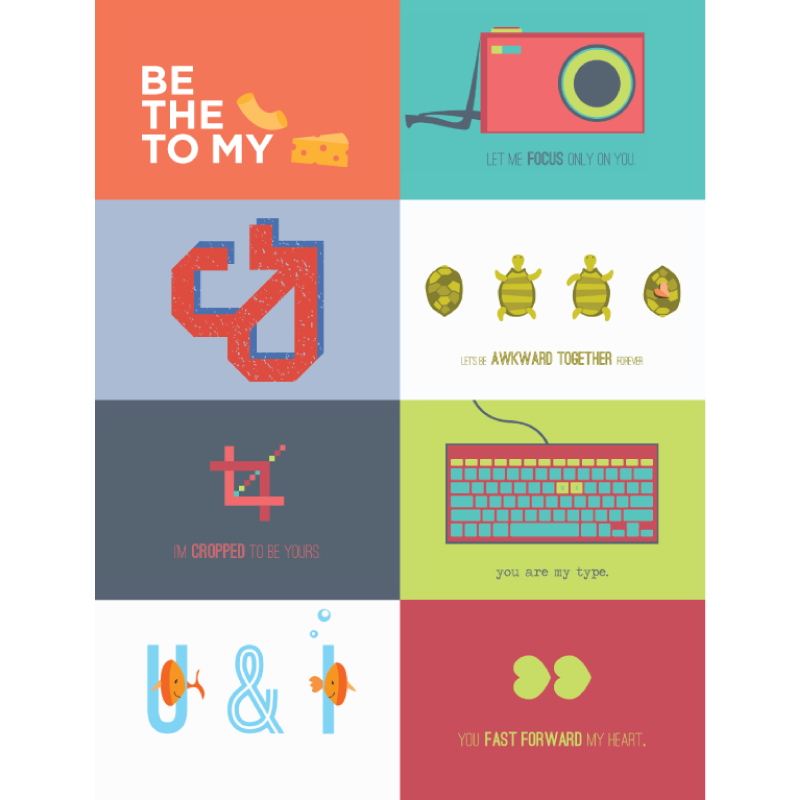 BE
THE
TO MY
LET ME FOCUS ONLY ON YOU.
LET'S BE AWKWARD TOGETHER FOREVER
I'M CROPPED TO BE YOURS
you are my type.
U & I
YOU FAST FORWARD MY HEART.